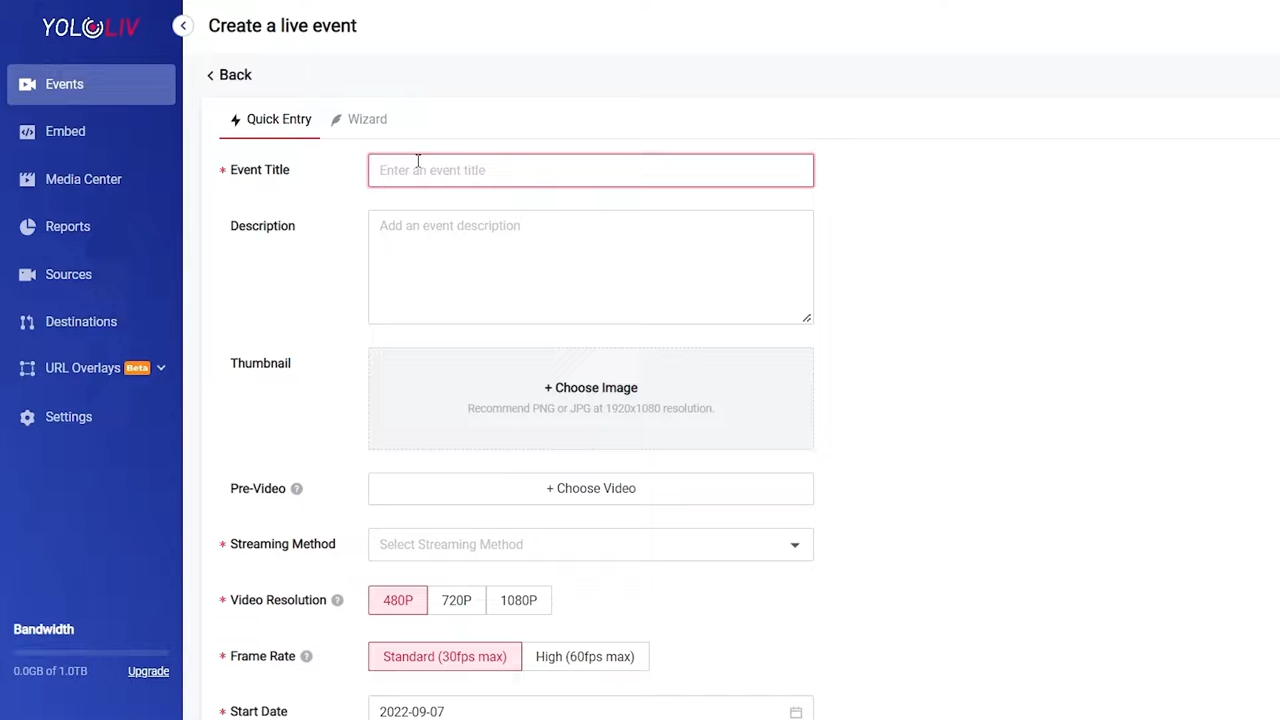 YOLOLIV
Create a live event
Back
Events
Embed
Media Center
Reports
Sources
Destinations
URL Overlays Beta
Settings
Bandwidth
0.0GB of 1.0TB Upgrade
Quick Entry Wizard
* Event Title Enter an event title
Description Add an event description
Thumbnail
+ Choose Image
Recommend PNG or JPG at 1920x1080 resolution.
Pre-Video ? + Choose Video
* Streaming Method Select Streaming Method
* Video Resolution ? 480P 720P 1080P
* Frame Rate ? Standard (30fps max) High (60fps max)
* Start Date 2022-09-07